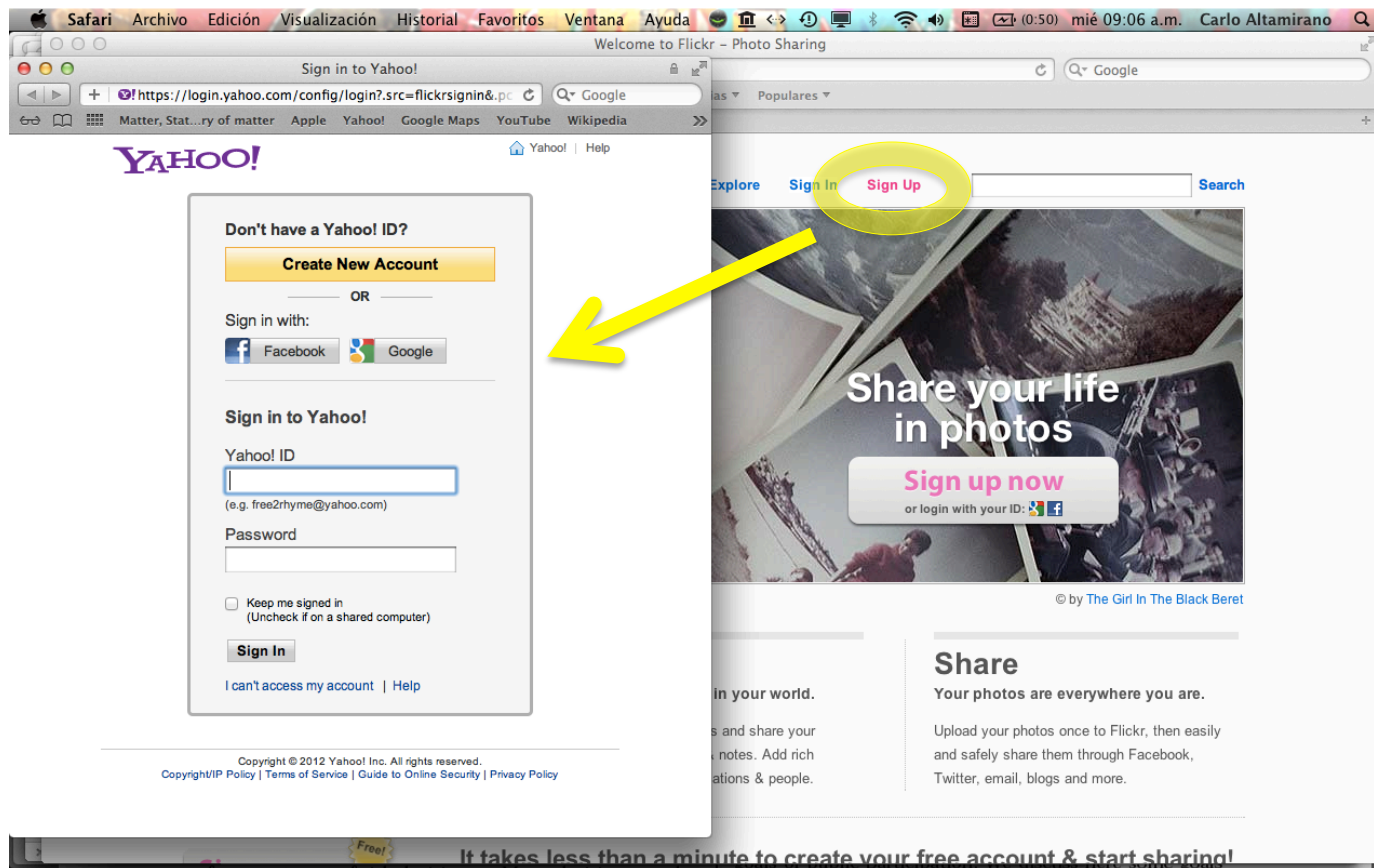 Safari Archivo Edición Visualización Historial Favoritos Ventana Ayuda (0:50) mié 09:06 a.m. Carlo Altamirano
Welcome to Flickr – Photo Sharing
Sign in to Yahoo!
https://login.yahoo.com/config/login?.src=flickrsignin&.pc
Google
Google
Matter, Stat...ry of matter Apple Yahoo! Google Maps YouTube Wikipedia
Populares
YAHOO!
Yahoo! | Help
Don't have a Yahoo! ID?
Create New Account
OR
Sign in with:
Facebook Google
Sign in to Yahoo!
Yahoo! ID
(e.g. free2rhyme@yahoo.com)
Password
Keep me signed in
(Uncheck if on a shared computer)
Sign In
I can't access my account | Help
Copyright © 2012 Yahoo! Inc. All rights reserved.
Copyright/IP Policy | Terms of Service | Guide to Online Security | Privacy Policy
Explore Sign In Sign Up Search
Share your life
in photos
Sign up now
or login with your ID:
© by The Girl In The Black Beret
in your world.
and share your
notes. Add rich
& people.
Share
Your photos are everywhere you are.
Upload your photos once to Flickr, then easily
and safely share them through Facebook,
Twitter, email, blogs and more.
Free!
It takes less than a minute to create your free account & start sharing!